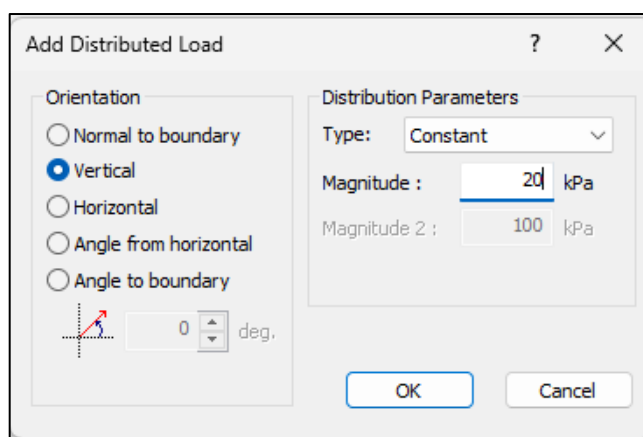 Add Distributed Load
?
Orientation
Normal to boundary
Vertical
Horizontal
Angle from horizontal
Angle to boundary
0 deg.
Distribution Parameters
Type: Constant
Magnitude : 20 kPa
Magnitude 2 : 100 kPa
OK
Cancel